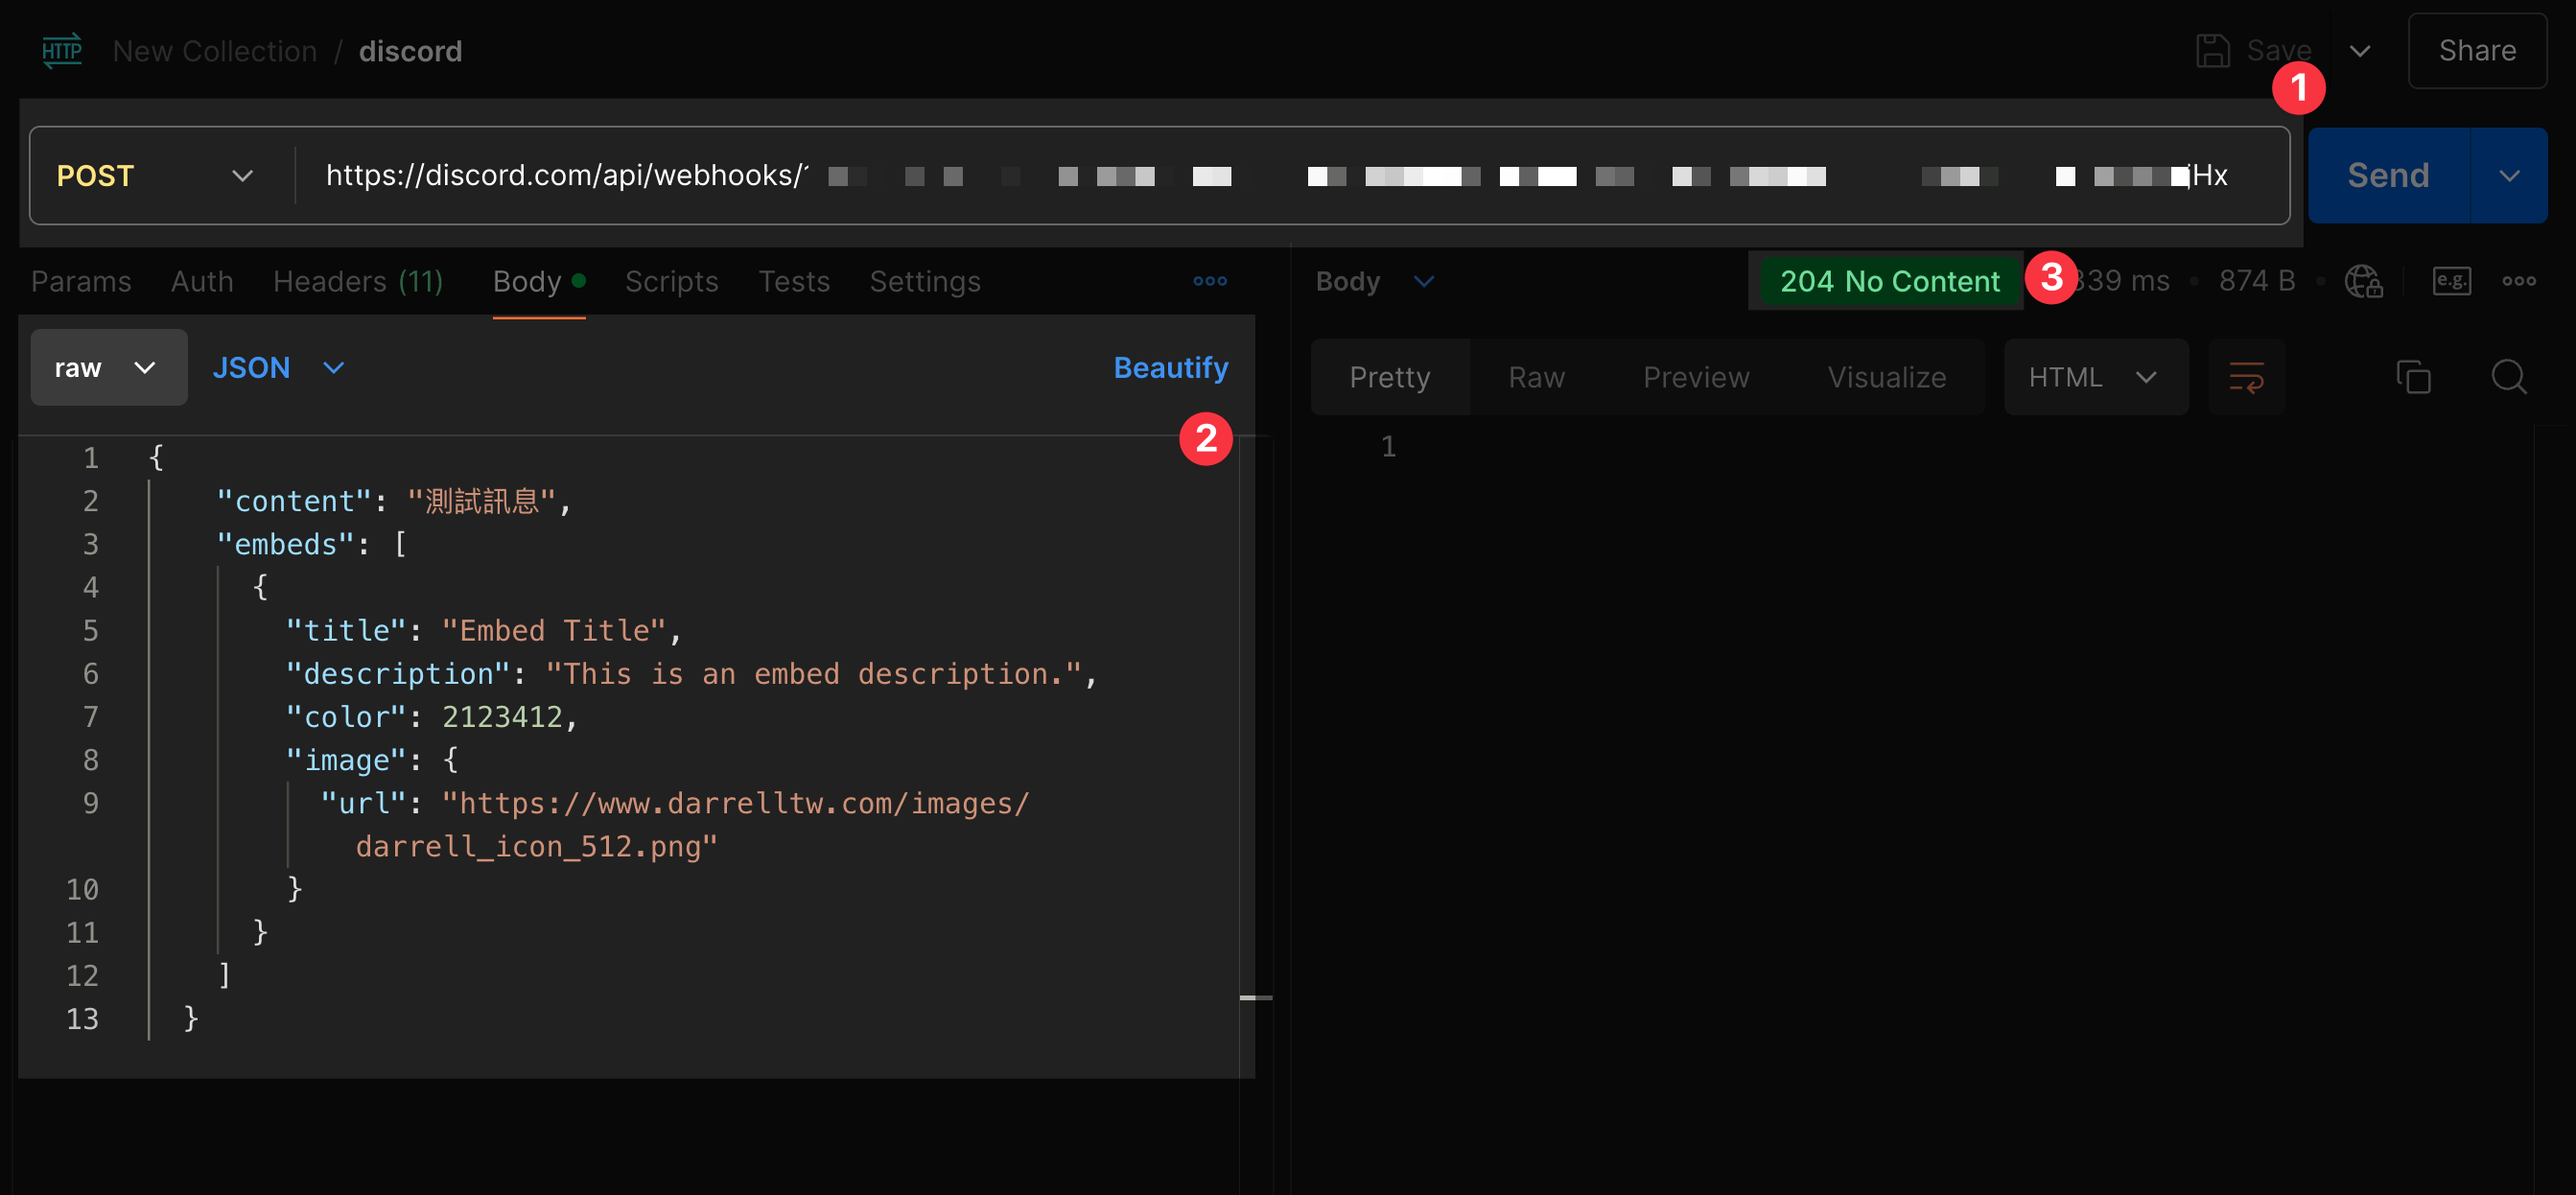 HTTP New Collection / discord Save Share
1
POST https://discord.com/api/webhooks/ Hx Send
Params Auth Headers (11) Body Scripts Tests Settings
Body 204 No Content 3 39 ms 874 B e.g.
raw JSON Beautify
Pretty Raw Preview Visualize HTML
2
1 {
2 "content": "測試訊息",
3 "embeds": [
4 {
5 "title": "Embed Title",
6 "description": "This is an embed description.",
7 "color": 2123412,
8 "image": {
9 "url": "https://www.darrelltw.com/images/
darrell_icon_512.png"
10 }
11 }
12 ]
13 }
1